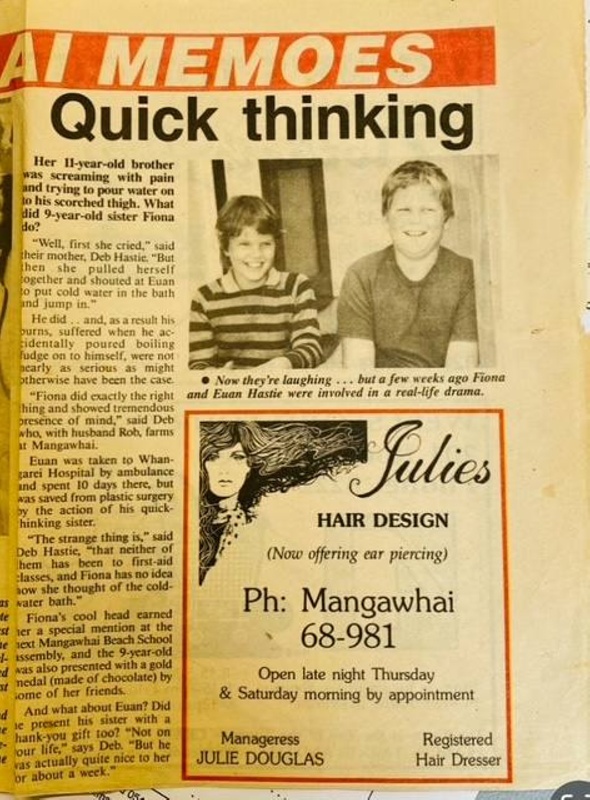 AI MEMOES
Quick thinking
Her 11-year-old brother
was screaming with pain
and trying to pour water on
to his scorched thigh. What
did 9-year-old sister Fiona
do?
"Well, first she cried," said
their mother, Deb Hastie. "But
then she pulled herself
together and shouted at Euan
to put cold water in the bath
and jump in."
He did . . and, as a result his
burns, suffered when he ac-
cidentally poured boiling
fudge on to himself, were not
nearly as serious as might
otherwise have been the case.
"Fiona did exactly the right
thing and showed tremendous
presence of mind," said Deb
who, with husband Rob, farms
at Mangawhai.
Euan was taken to Whan-
garei Hospital by ambulance
and spent 10 days there, but
was saved from plastic surgery
by the action of his quick-
thinking sister.
"The strange thing is," said
Deb Hastie, "that neither of
them has been to first-aid
classes, and Fiona has no idea
how she thought of the cold-
water bath."
Fiona's cool head earned
her a special mention at the
next Mangawhai Beach School
assembly, and the 9-year-old
was also presented with a gold
medal (made of chocolate) by
some of her friends.
And what about Euan? Did
he present his sister with a
thank-you gift too? "Not on
your life," says Deb. "But he
was actually quite nice to her
for about a week."
● Now they're laughing . . . but a few weeks ago Fiona
and Euan Hastie were involved in a real-life drama.
Julies
HAIR DESIGN
(Now offering ear piercing)
Ph: Mangawhai
68-981
Open late night Thursday
& Saturday morning by appointment
Manageress
JULIE DOUGLAS
Registered
Hair Dresser